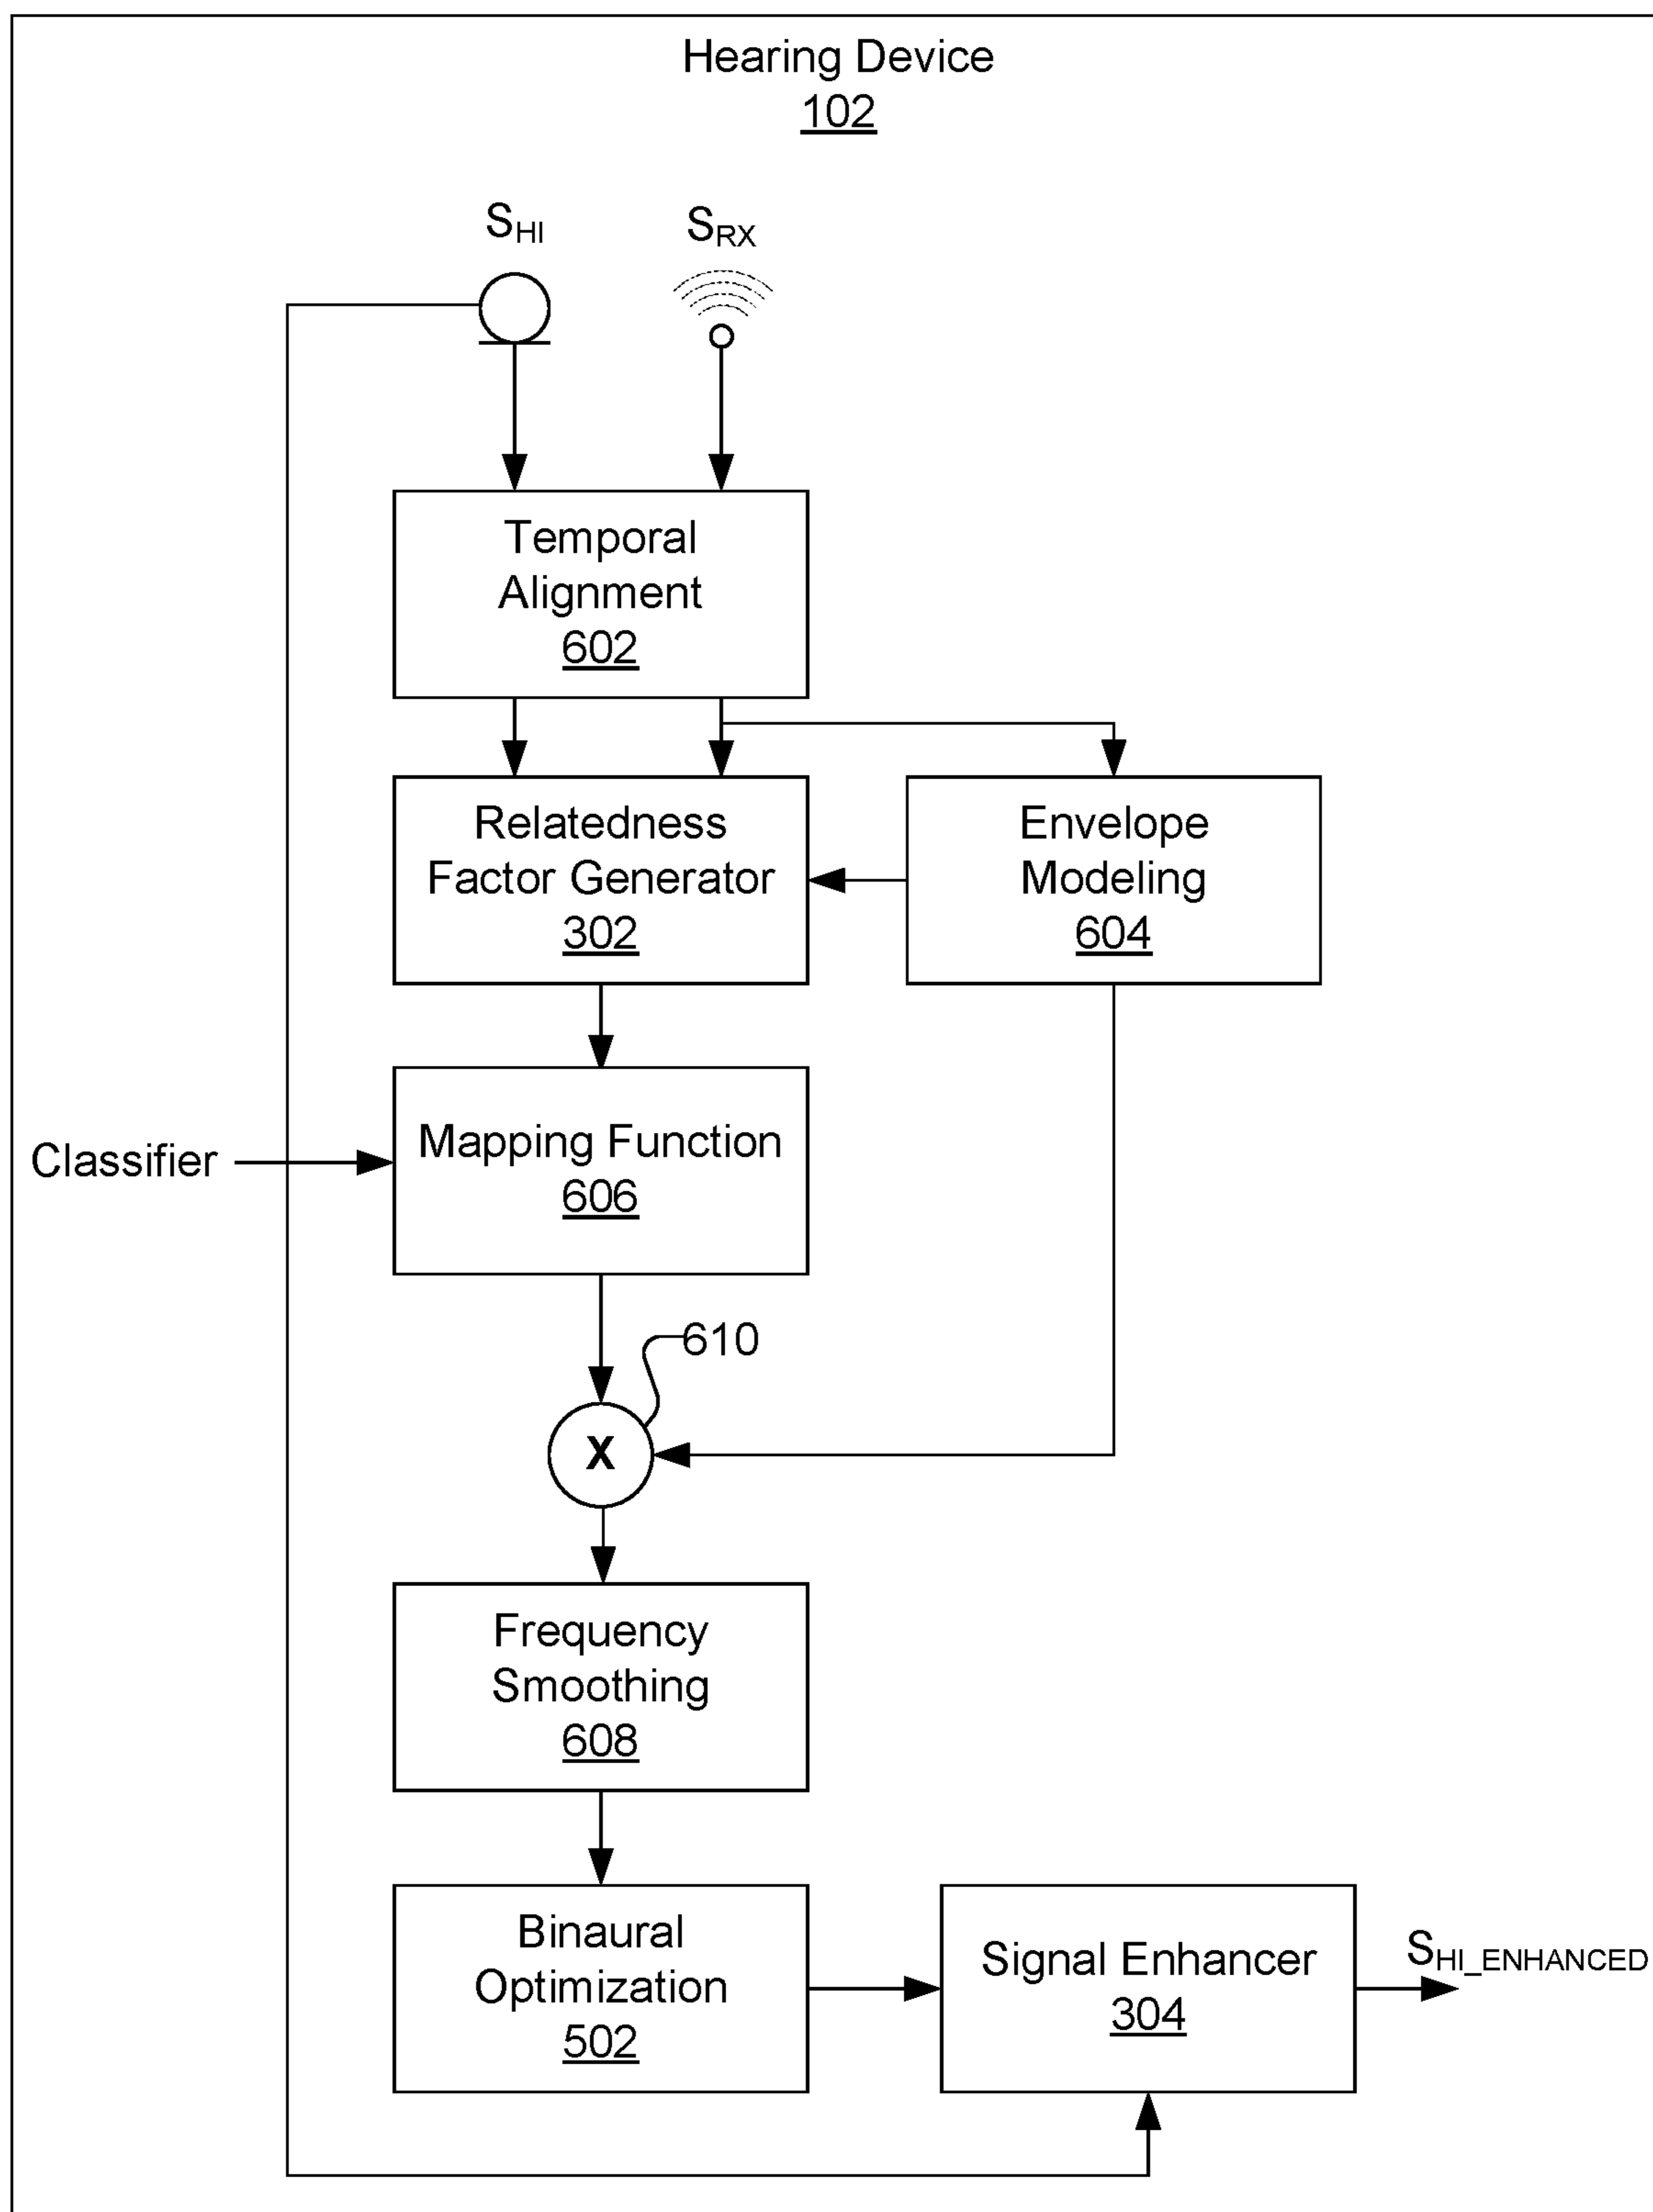 Hearing Device
102
SHI
SRX
Temporal
Alignment
602
Relatedness
Factor Generator
302
Envelope
Modeling
604
Classifier
Mapping Function
606
610
X
Frequency
Smoothing
608
Binaural
Optimization
502
Signal Enhancer
304
SHI_ENHANCED